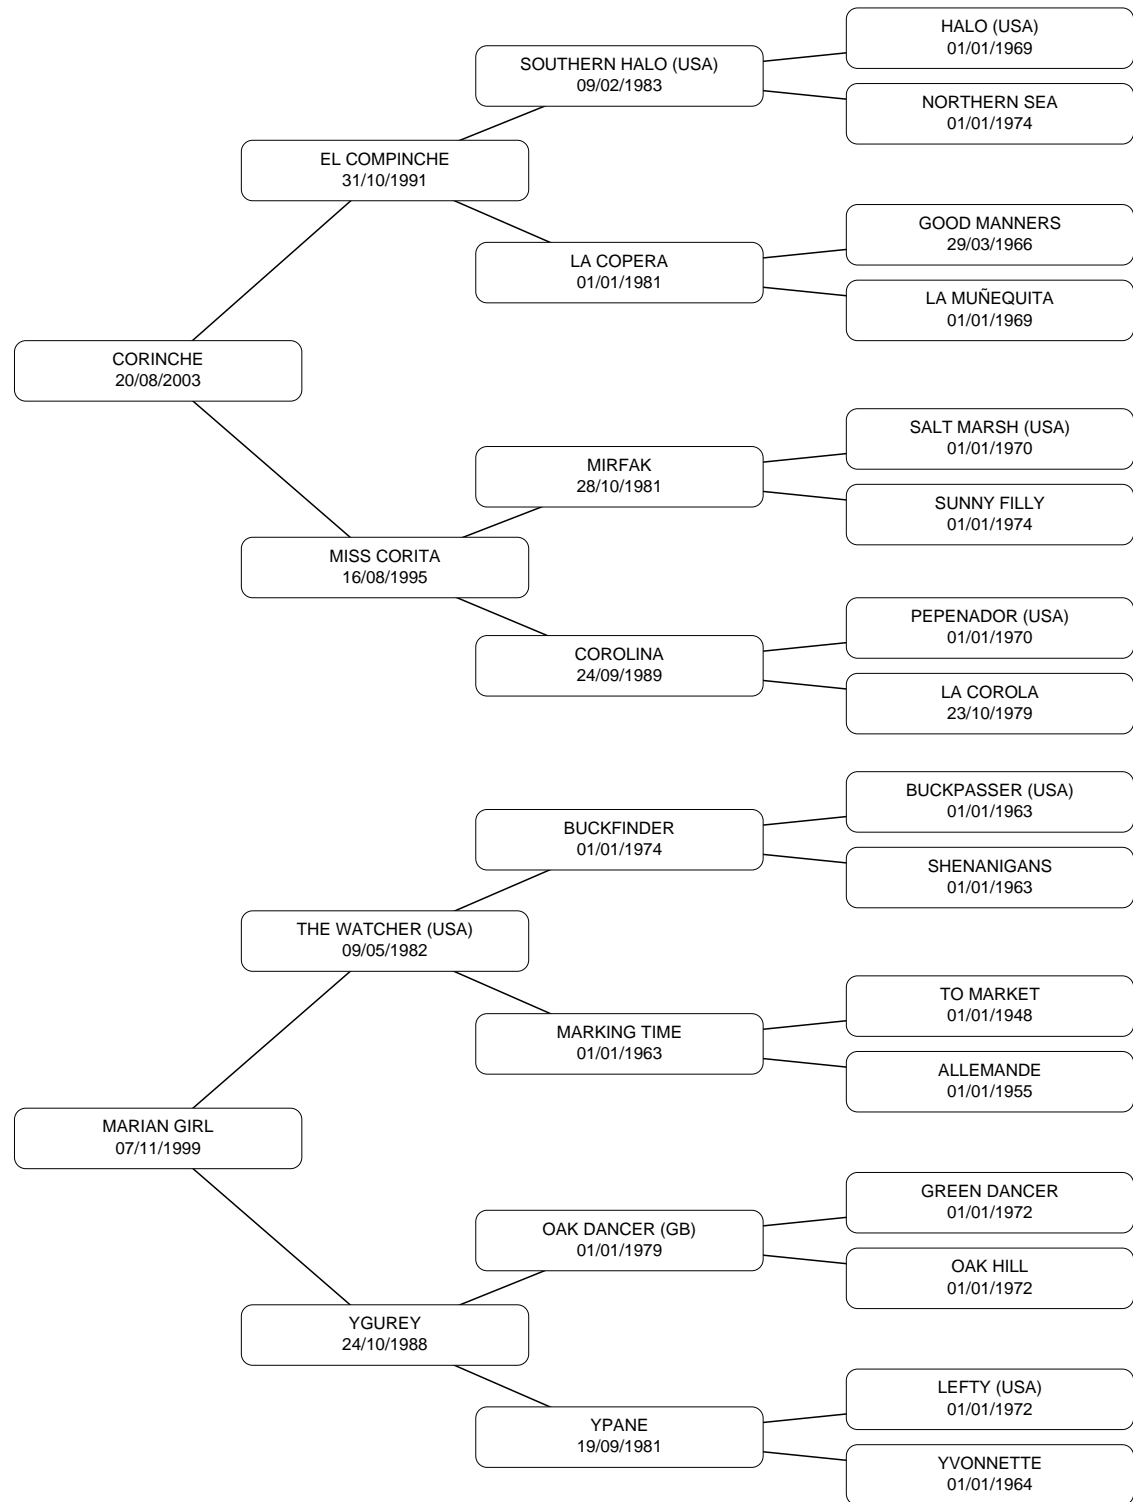 HALO (USA)
01/01/1969
SOUTHERN HALO (USA)
09/02/1983
NORTHERN SEA
01/01/1974
EL COMPINCHE
31/10/1991
GOOD MANNERS
29/03/1966
LA COPERA
01/01/1981
LA MUÑEQUITA
01/01/1969
CORINCHE
20/08/2003
SALT MARSH (USA)
01/01/1970
MIRFAK
28/10/1981
SUNNY FILLY
01/01/1974
MISS CORITA
16/08/1995
PEPENADOR (USA)
01/01/1970
COROLINA
24/09/1989
LA COROLA
23/10/1979
BUCKPASSER (USA)
01/01/1963
BUCKFINDER
01/01/1974
SHENANIGANS
01/01/1963
THE WATCHER (USA)
09/05/1982
TO MARKET
01/01/1948
MARKING TIME
01/01/1963
ALLEMANDE
01/01/1955
MARIAN GIRL
07/11/1999
GREEN DANCER
01/01/1972
OAK DANCER (GB)
01/01/1979
OAK HILL
01/01/1972
YGUREY
24/10/1988
LEFTY (USA)
01/01/1972
YPANE
19/09/1981
YVONNETTE
01/01/1964